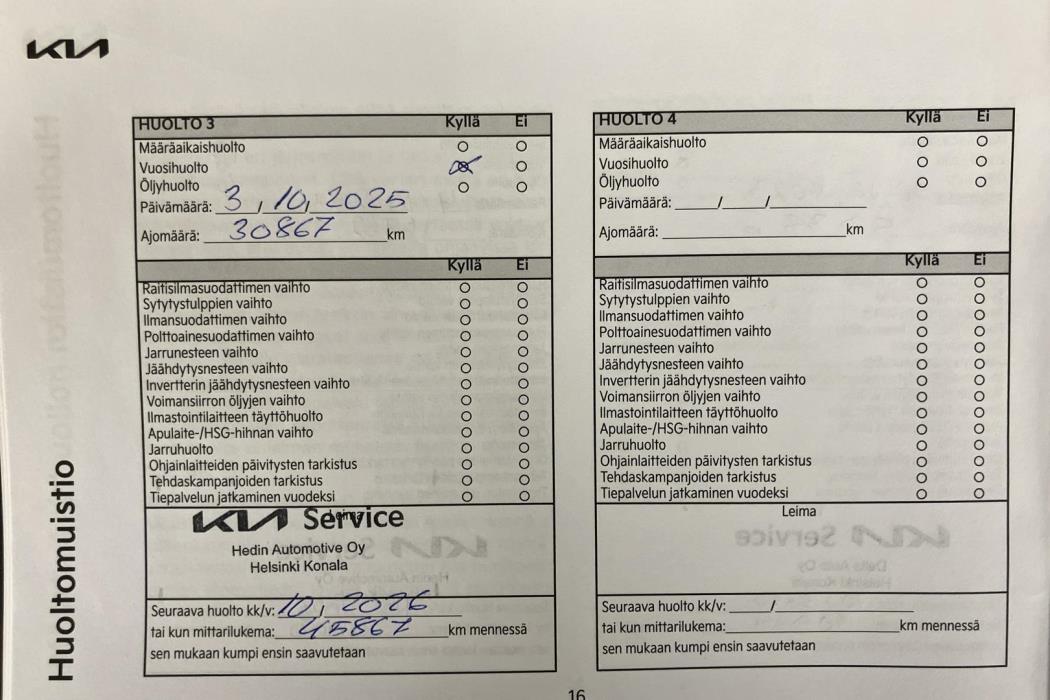 KIA
Huoltomuistio
HUOLTO 3 Kyllä Ei
Määräaikaishuolto
Vuosihuolto
Öljyhuolto
Päivämäärä: 3 / 10 / 2025
Ajomäärä: 30867 km
Kyllä Ei
Raitisilmasuodattimen vaihto
Sytytystulppien vaihto
Ilmansuodattimen vaihto
Polttoainesuodattimen vaihto
Jarrunesteen vaihto
Jäähdytysnesteen vaihto
Invertterin jäähdytysnesteen vaihto
Voimansiirron öljyjen vaihto
Ilmastointilaitteen täyttöhuolto
Apulaite-/HSG-hihnan vaihto
Jarruhuolto
Ohjainlaitteiden päivitysten tarkistus
Tehdaskampanjoiden tarkistus
Tiepalvelun jatkaminen vuodeksi
Leima
KIA Service
Hedin Automotive Oy
Helsinki Konala
Seuraava huolto kk/v: 10 / 2026
tai kun mittarilukema: 45867 km mennessä
sen mukaan kumpi ensin saavutetaan
HUOLTO 4 Kyllä Ei
Määräaikaishuolto
Vuosihuolto
Öljyhuolto
Päivämäärä: ____/____/________
Ajomäärä: ________ km
Kyllä Ei
Raitisilmasuodattimen vaihto
Sytytystulppien vaihto
Ilmansuodattimen vaihto
Polttoainesuodattimen vaihto
Jarrunesteen vaihto
Jäähdytysnesteen vaihto
Invertterin jäähdytysnesteen vaihto
Voimansiirron öljyjen vaihto
Ilmastointilaitteen täyttöhuolto
Apulaite-/HSG-hihnan vaihto
Jarruhuolto
Ohjainlaitteiden päivitysten tarkistus
Tehdaskampanjoiden tarkistus
Tiepalvelun jatkaminen vuodeksi
Leima
Seuraava huolto kk/v: ____/________
tai kun mittarilukema: ________ km mennessä
sen mukaan kumpi ensin saavutetaan
16